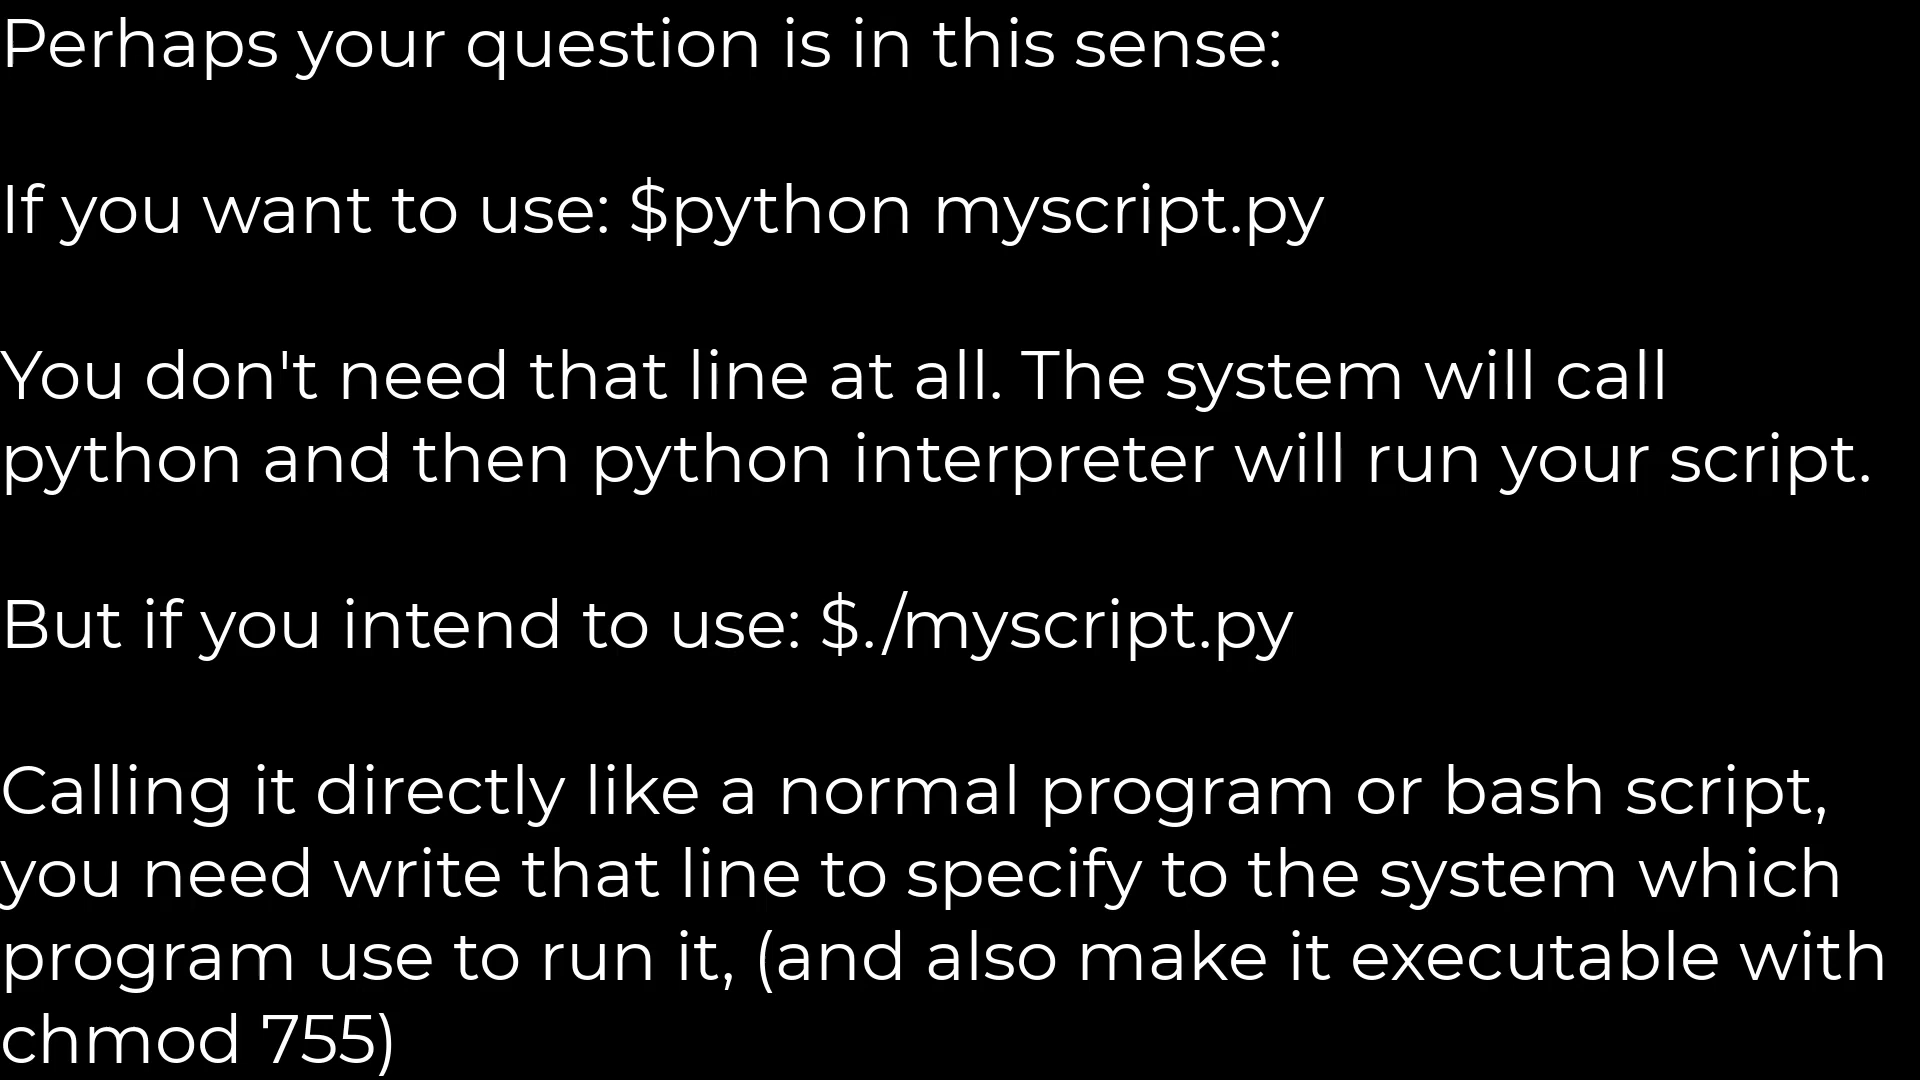 Perhaps your question is in this sense:
If you want to use: $python myscript.py
You don't need that line at all. The system will call
python and then python interpreter will run your script.
But if you intend to use: $./myscript.py
Calling it directly like a normal program or bash script,
you need write that line to specify to the system which
program use to run it, (and also make it executable with
chmod 755)